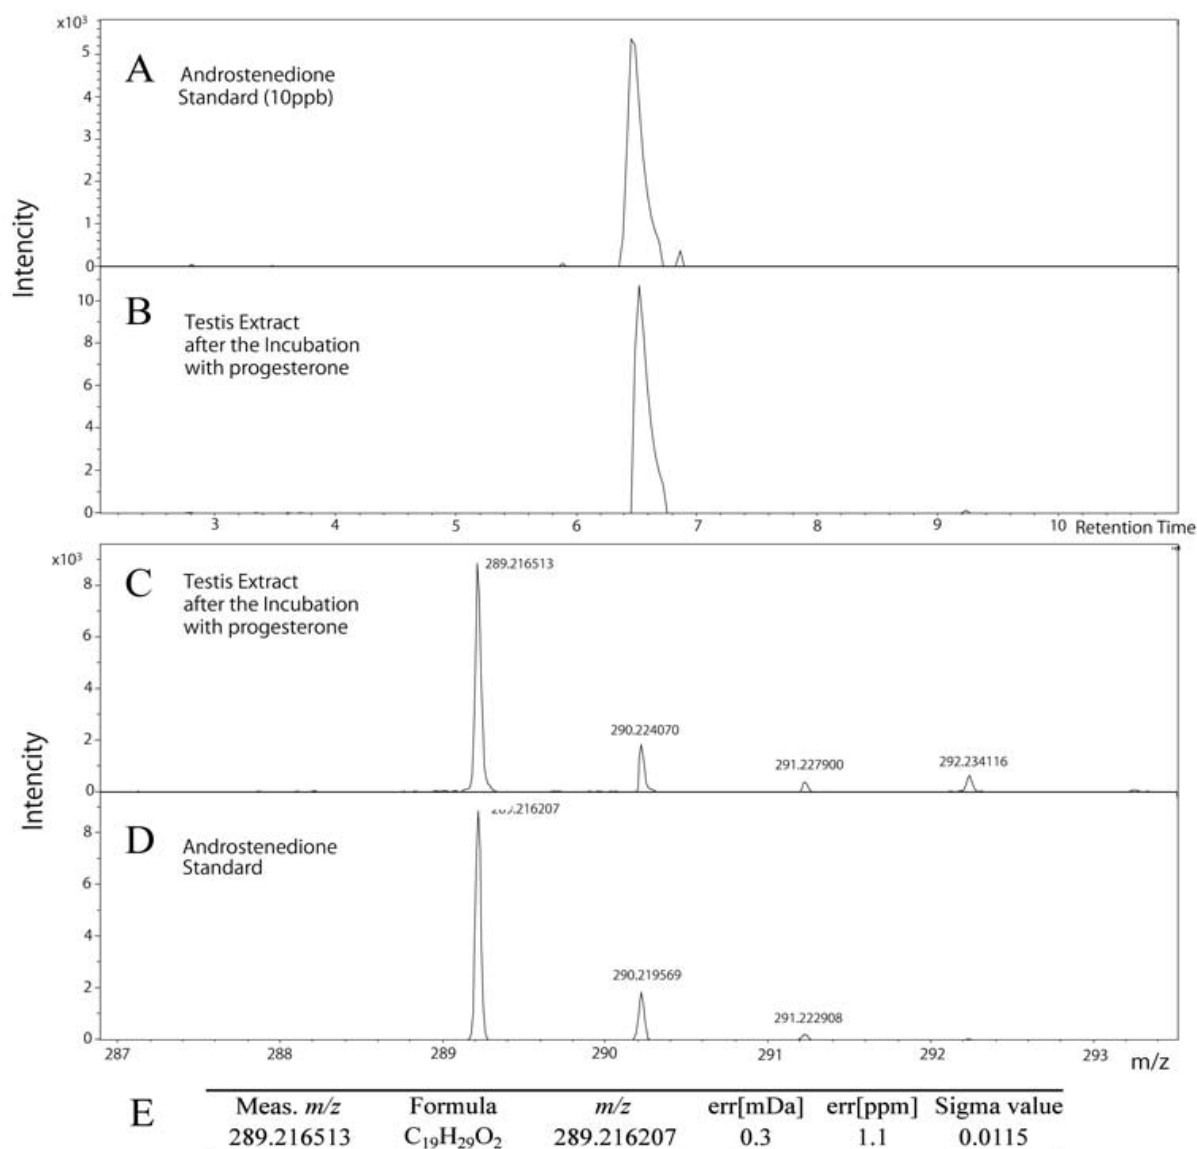 x10³
5
A
Androstenedione
Standard (10ppb)
4
3
2
1
0
Intencity
10
B
Testis Extract
after the Incubation
with progesterone
8
6
4
2
0
3 4 5 6 7 8 9 10 Retention Time
x10³
C
Testis Extract
after the Incubation
with progesterone
289.216513
8
6
4
290.224070
2
291.227900
292.234116
0
Intencity
D
Androstenedione
Standard
8
6
4
290.219569
2
291.222908
0
287 288 289 290 291 292 293 m/z
E
Meas. m/z Formula m/z err[mDa] err[ppm] Sigma value
289.216513 C₁₉H₂₉O₂ 289.216207 0.3 1.1 0.0115